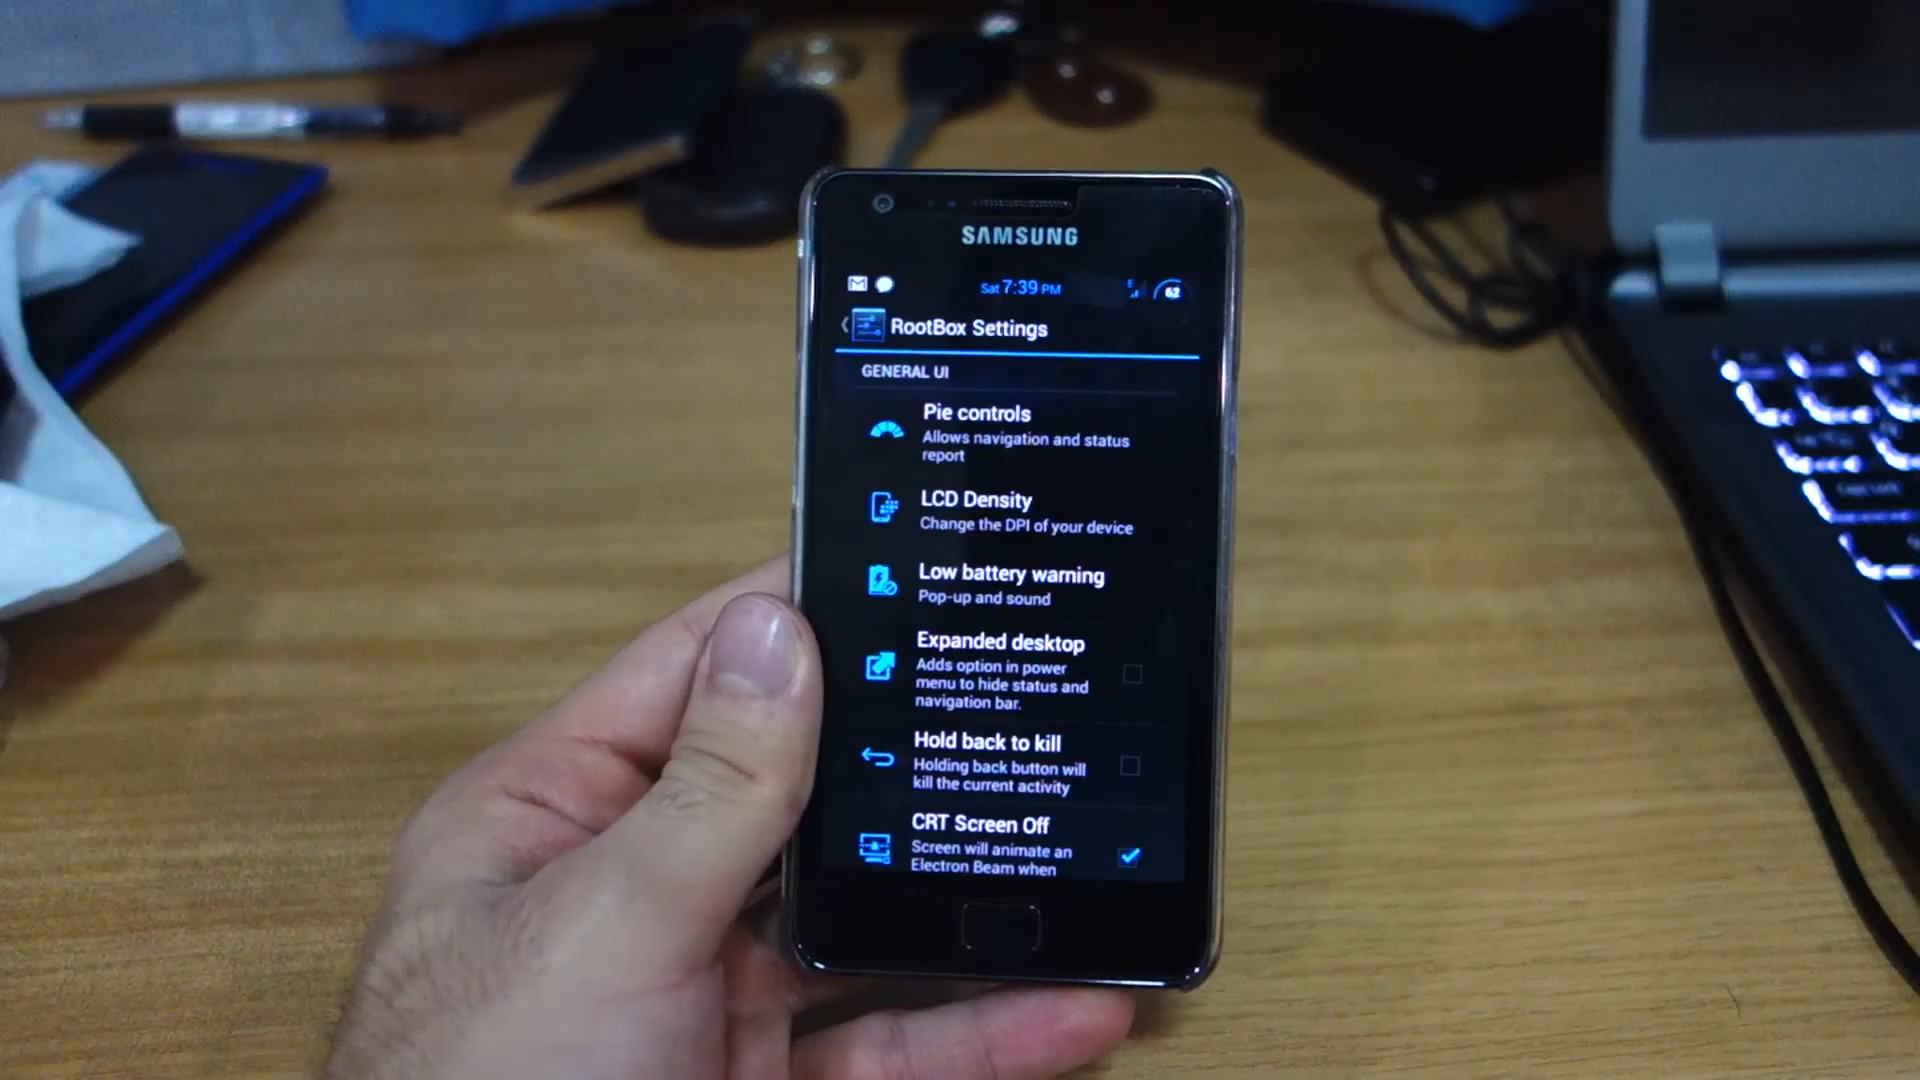 SAMSUNG
Sat 7:39 PM
62
RootBox Settings
GENERAL UI
Pie controls
Allows navigation and status
report
LCD Density
Change the DPI of your device
Low battery warning
Pop-up and sound
Expanded desktop
Adds option in power
menu to hide status and
navigation bar.
Hold back to kill
Holding back button will
kill the current activity
CRT Screen Off
Screen will animate an
Electron Beam when